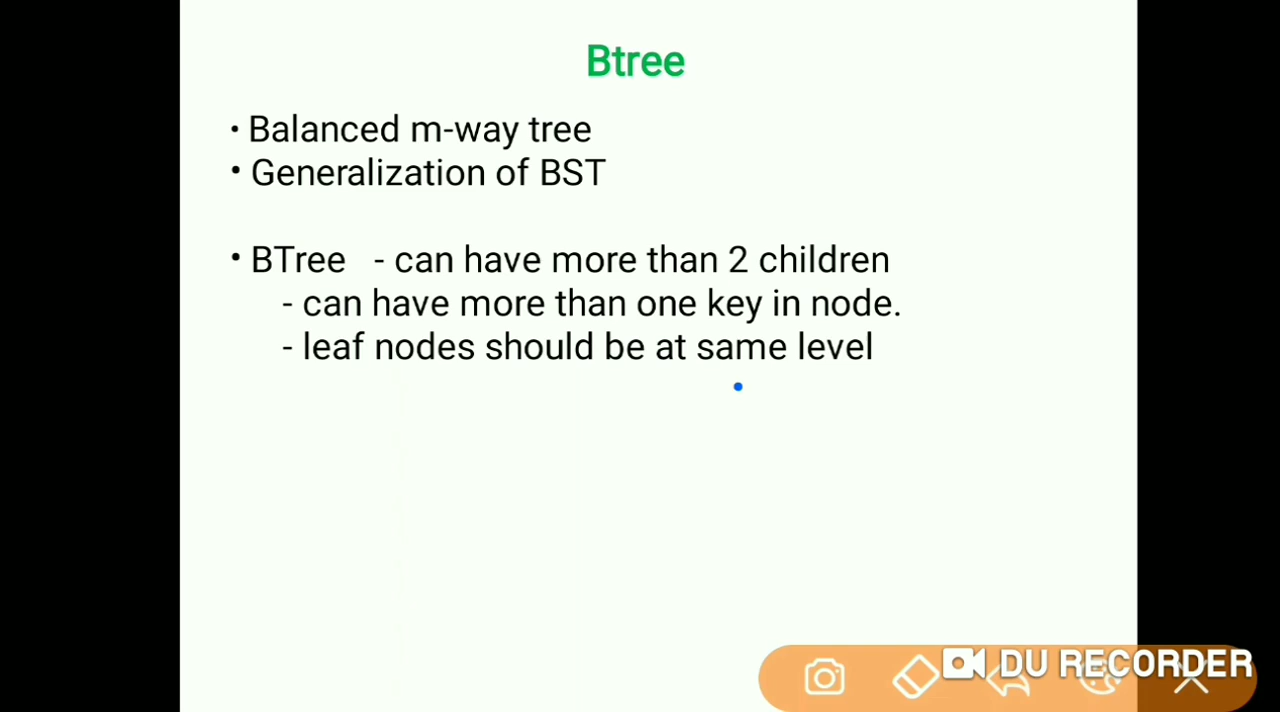 Btree
• Balanced m-way tree
• Generalization of BST
• BTree - can have more than 2 children
- can have more than one key in node.
- leaf nodes should be at same level
DU RECORDER